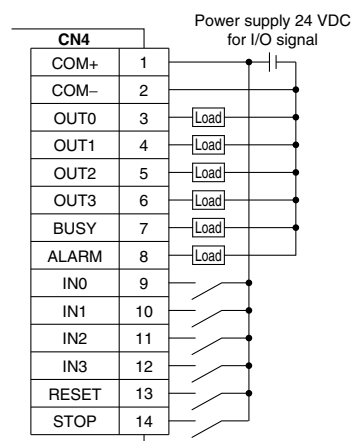 Power supply 24 VDC
for I/O signal
CN4
COM+ 1
COM− 2
OUT0 3 Load
OUT1 4 Load
OUT2 5 Load
OUT3 6 Load
BUSY 7 Load
ALARM 8 Load
IN0 9
IN1 10
IN2 11
IN3 12
RESET 13
STOP 14